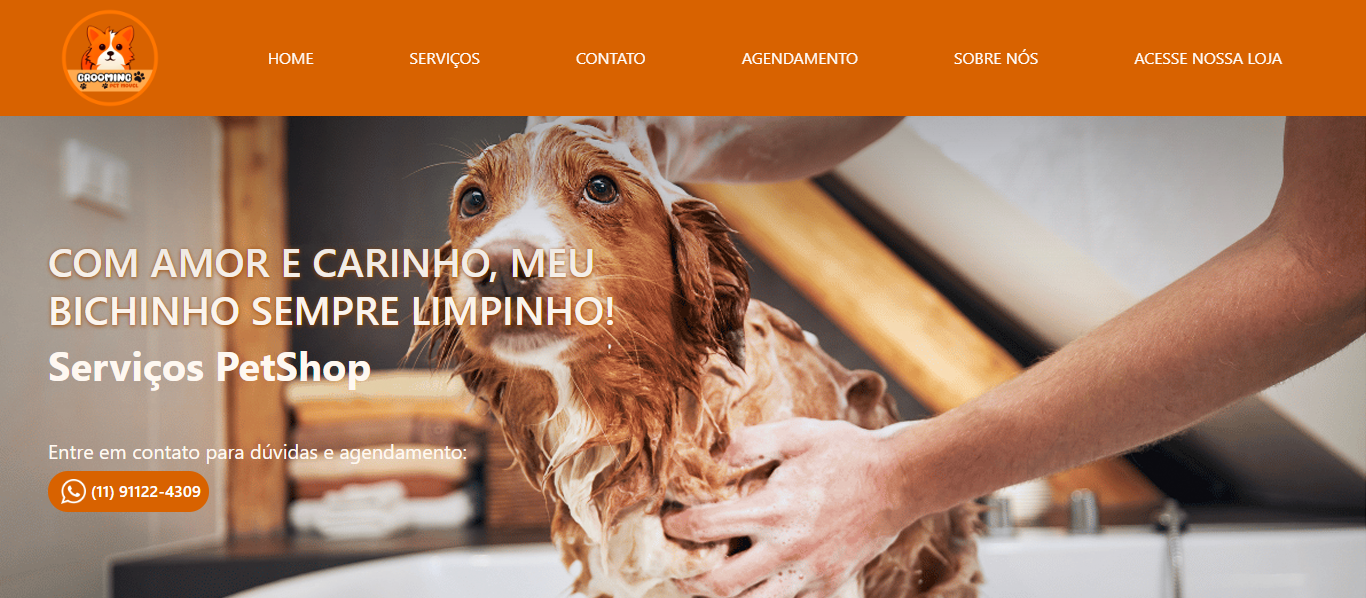 GROOMING
PET MOVEL
HOME
SERVIÇOS
CONTATO
AGENDAMENTO
SOBRE NÓS
ACESSE NOSSA LOJA
COM AMOR E CARINHO, MEU
BICHINHO SEMPRE LIMPINHO!
Serviços PetShop
Entre em contato para dúvidas e agendamento:
(11) 91122-4309